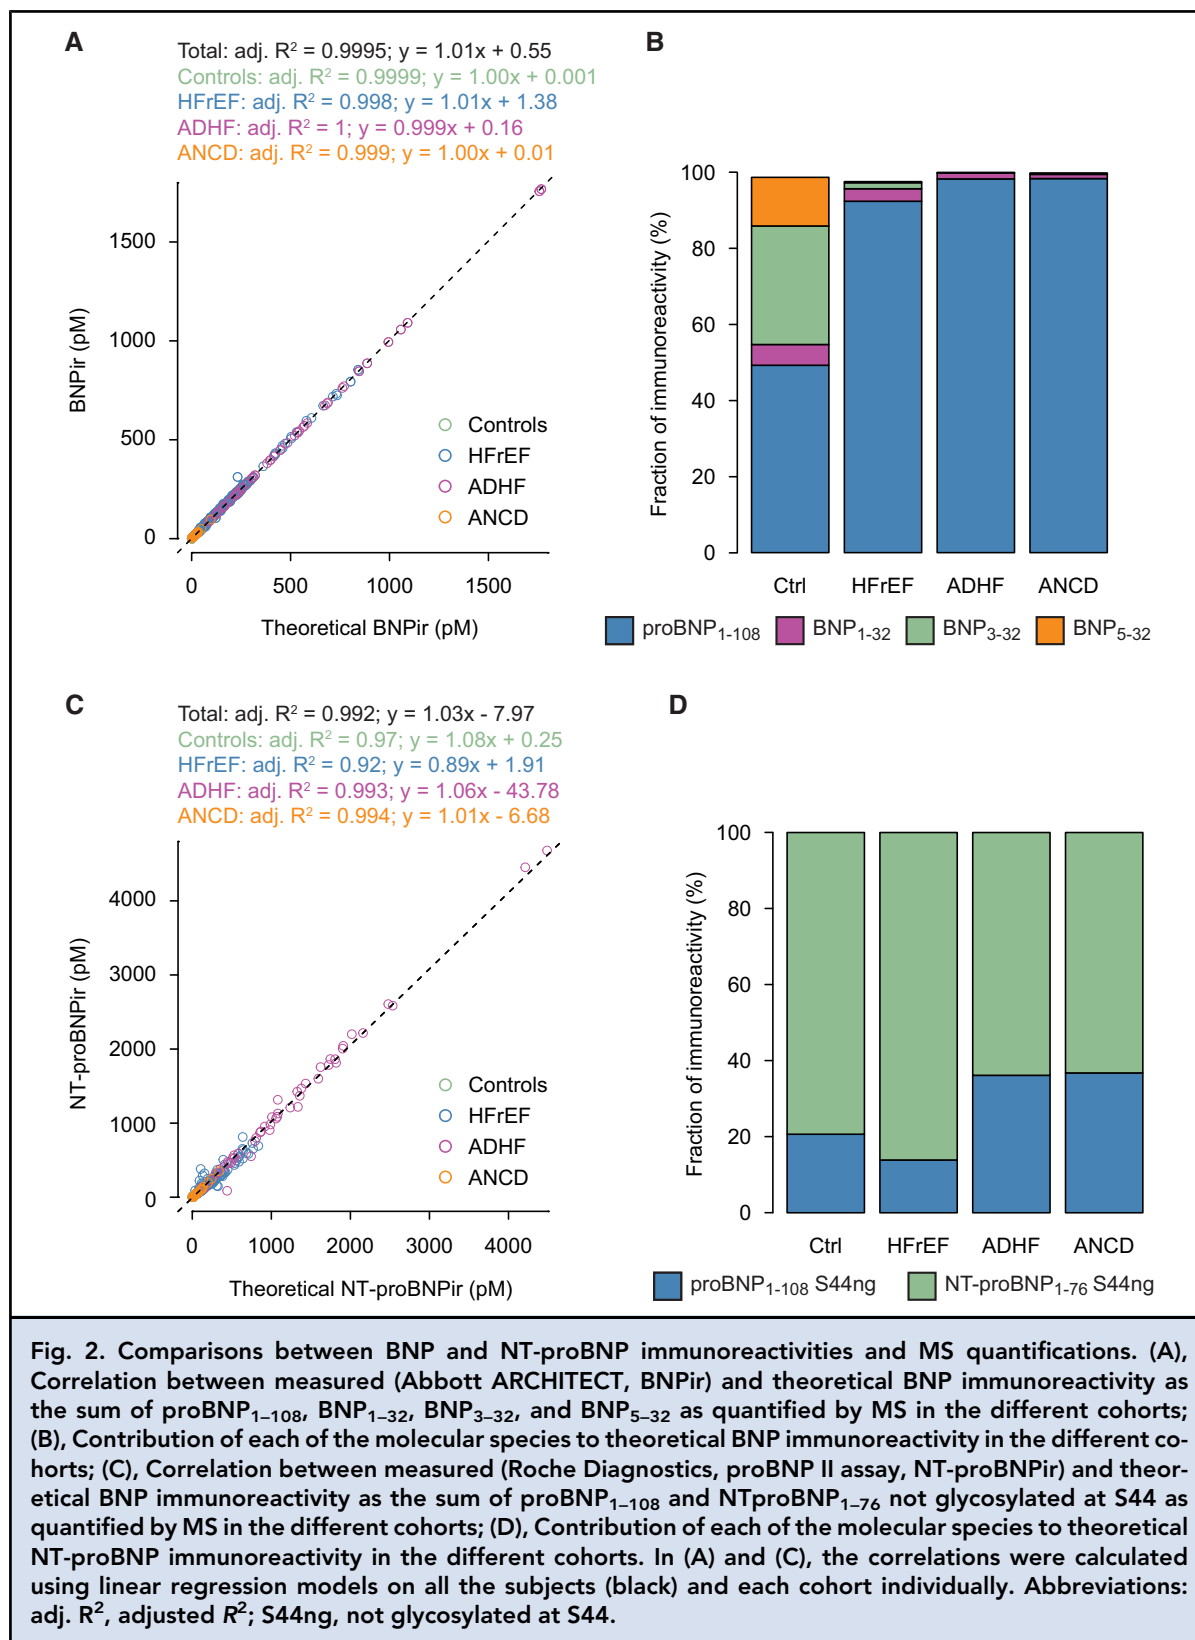 A
Total: adj. R² = 0.9995; y = 1.01x + 0.55
Controls: adj. R² = 0.9999; y = 1.00x + 0.001
HFrEF: adj. R² = 0.998; y = 1.01x + 1.38
ADHF: adj. R² = 1; y = 0.999x + 0.16
ANCD: adj. R² = 0.999; y = 1.00x + 0.01
BNPir (pM)
1500
1000
500
0
Controls
HFrEF
ADHF
ANCD
0 500 1000 1500
Theoretical BNPir (pM)
B
Fraction of immunoreactivity (%)
100
80
60
40
20
0
Ctrl HFrEF ADHF ANCD
proBNP₁₋₁₀₈ BNP₁₋₃₂ BNP₃₋₃₂ BNP₅₋₃₂
C
Total: adj. R² = 0.992; y = 1.03x - 7.97
Controls: adj. R² = 0.97; y = 1.08x + 0.25
HFrEF: adj. R² = 0.92; y = 0.89x + 1.91
ADHF: adj. R² = 0.993; y = 1.06x - 43.78
ANCD: adj. R² = 0.994; y = 1.01x - 6.68
NT-proBNPir (pM)
4000
3000
2000
1000
0
Controls
HFrEF
ADHF
ANCD
0 1000 2000 3000 4000
Theoretical NT-proBNPir (pM)
D
Fraction of immunoreactivity (%)
100
80
60
40
20
0
Ctrl HFrEF ADHF ANCD
proBNP₁₋₁₀₈ S44ng NT-proBNP₁₋₇₆ S44ng
Fig. 2. Comparisons between BNP and NT-proBNP immunoreactivities and MS quantifications. (A),
Correlation between measured (Abbott ARCHITECT, BNPir) and theoretical BNP immunoreactivity as
the sum of proBNP₁₋₁₀₈, BNP₁₋₃₂, BNP₃₋₃₂, and BNP₅₋₃₂ as quantified by MS in the different cohorts;
(B), Contribution of each of the molecular species to theoretical BNP immunoreactivity in the different co-
horts; (C), Correlation between measured (Roche Diagnostics, proBNP II assay, NT-proBNPir) and theor-
etical BNP immunoreactivity as the sum of proBNP₁₋₁₀₈ and NTproBNP₁₋₇₆ not glycosylated at S44 as
quantified by MS in the different cohorts; (D), Contribution of each of the molecular species to theoretical
NT-proBNP immunoreactivity in the different cohorts. In (A) and (C), the correlations were calculated
using linear regression models on all the subjects (black) and each cohort individually. Abbreviations:
adj. R², adjusted R²; S44ng, not glycosylated at S44.